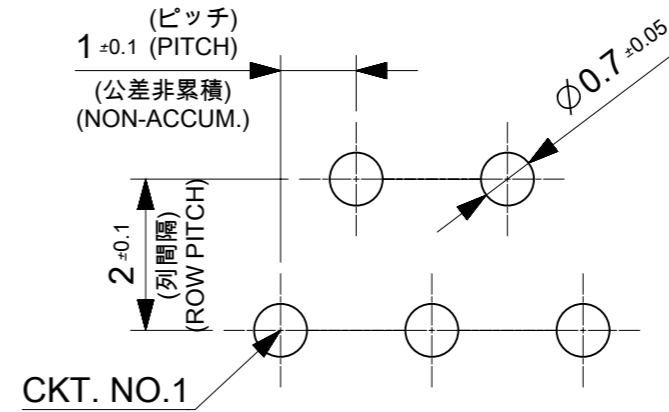 (ピッチ)
1 ±0.1 (PITCH)
(公差非累積)
(NON-ACCUM.)
Φ0.7 ±0.05
2 ±0.1
(列間隔)
(ROW PITCH)
CKT. NO.1